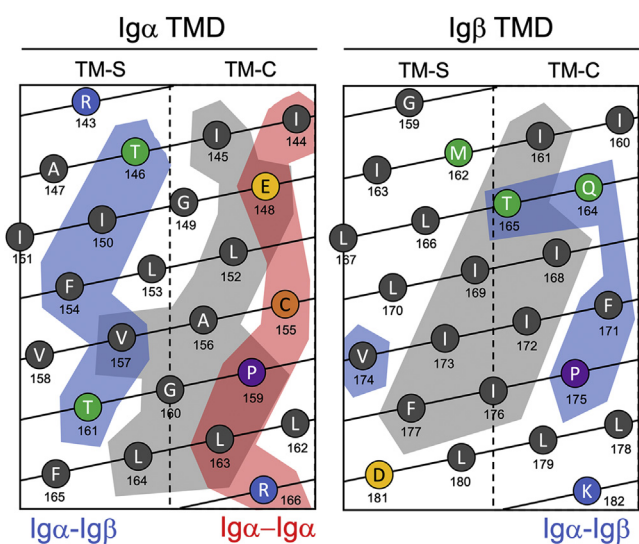 Igα TMD Igβ TMD
TM-S TM-C TM-S TM-C
R 143
I 144
I 145
T 146
A 147
E 148
G 149
I 150
I 151
L 152
L 153
F 154
C 155
A 156
V 157
V 158
P 159
G 160
T 161
L 162
L 163
L 164
F 165
R 166
G 159
I 160
I 161
M 162
I 163
Q 164
T 165
L 166
L 167
I 168
I 169
L 170
F 171
I 172
I 173
V 174
P 175
I 176
F 177
L 178
L 179
L 180
D 181
K 182
Igα-Igβ Igα–Igα Igα-Igβ